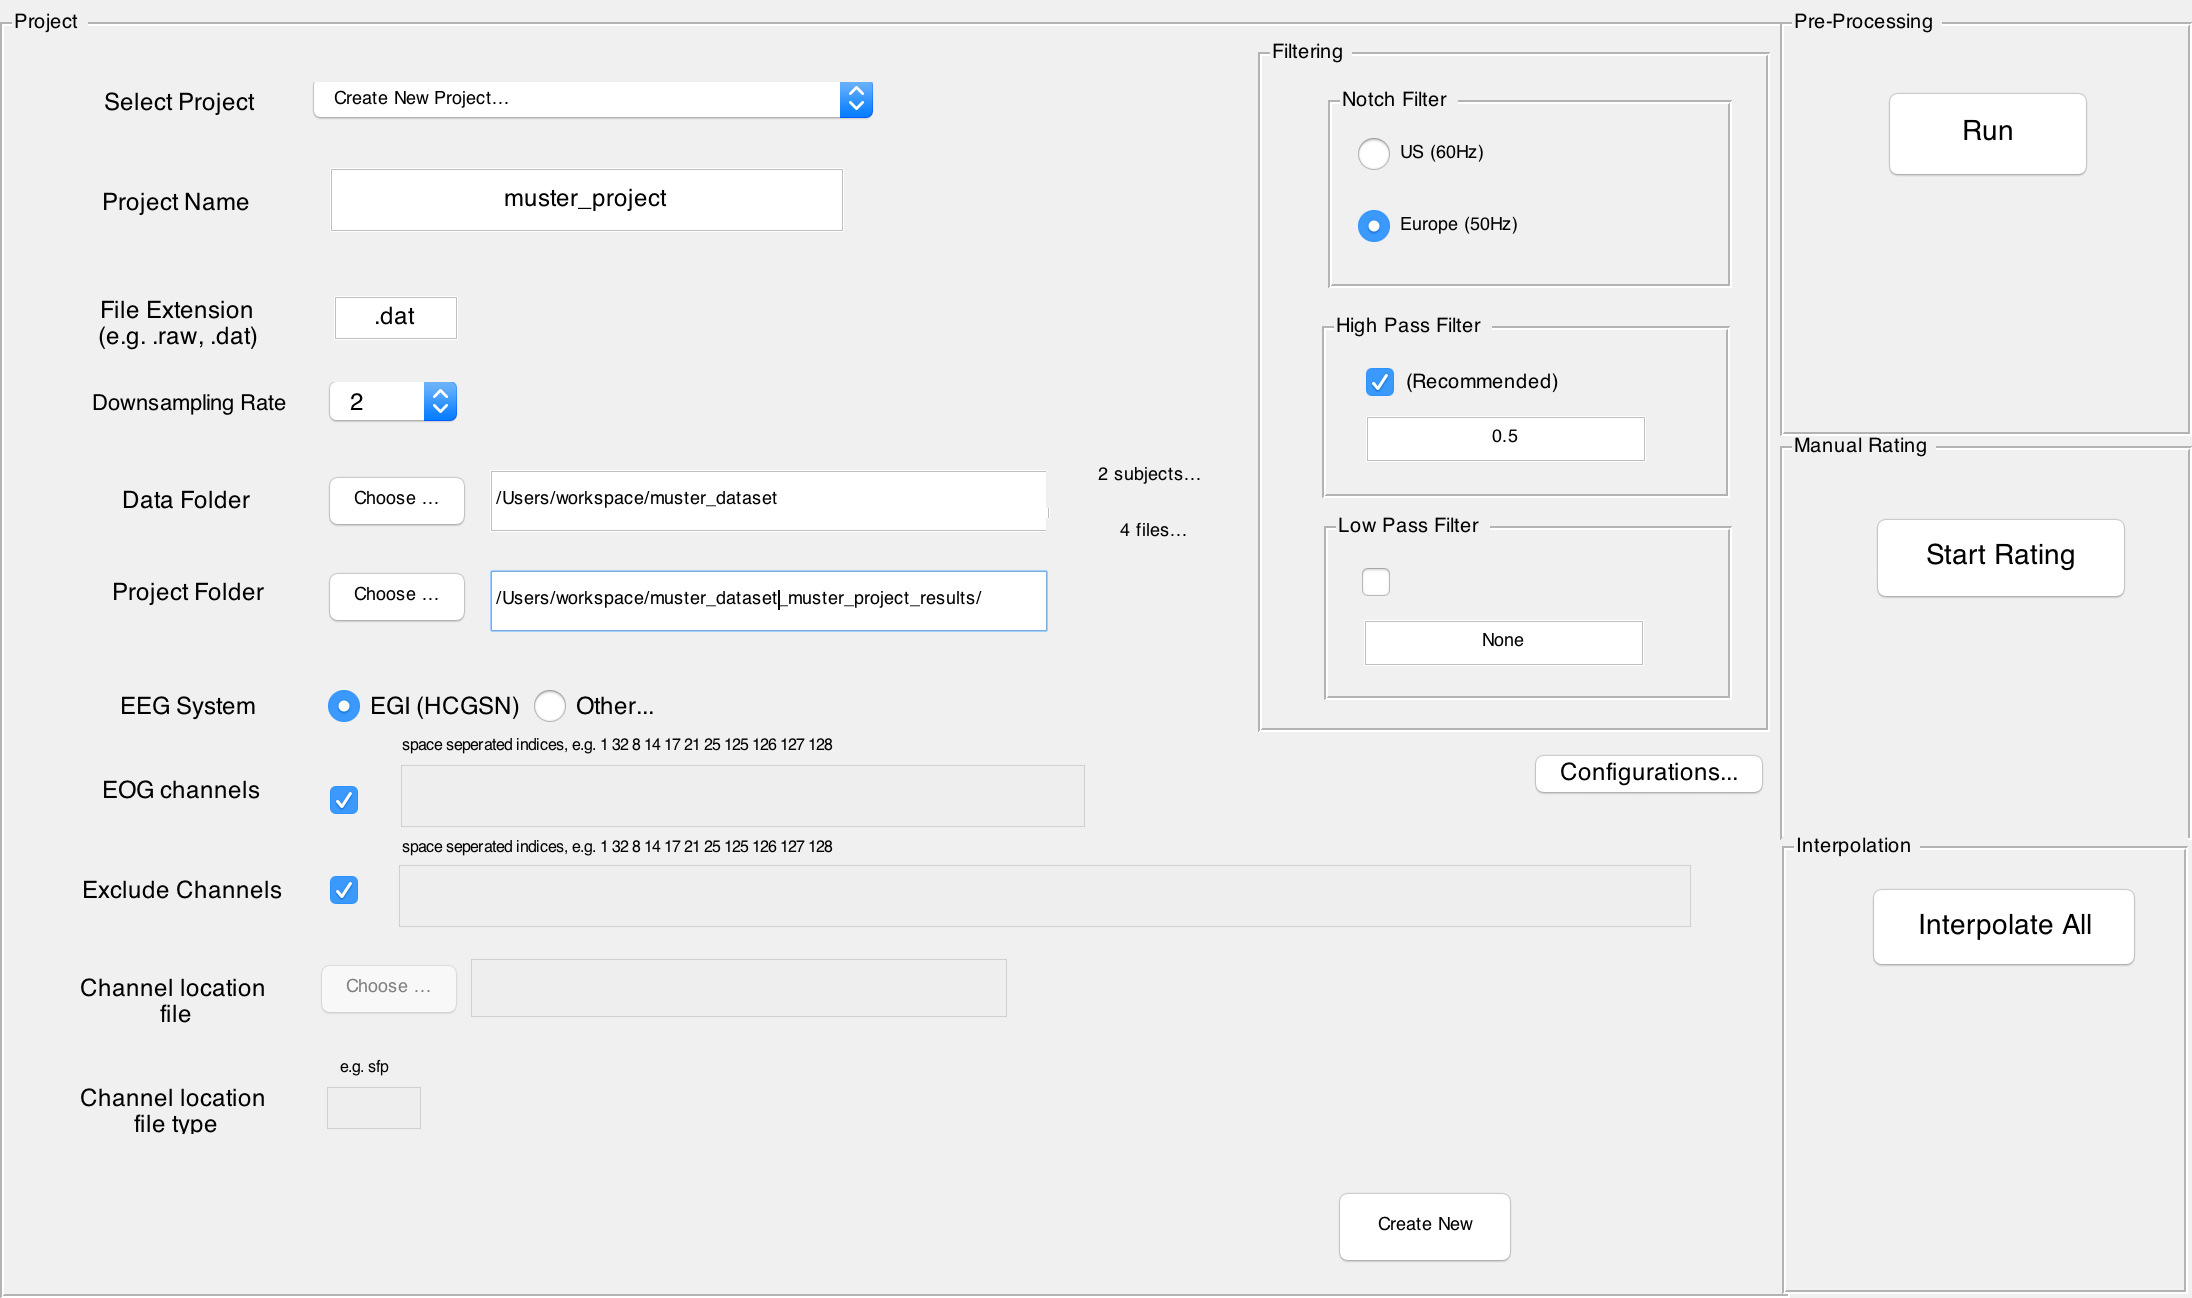 Project
Select Project
Create New Project...
Project Name
muster_project
File Extension
(e.g. .raw, .dat)
.dat
Downsampling Rate
2
Data Folder
Choose ...
/Users/workspace/muster_dataset
2 subjects...
4 files...
Project Folder
Choose ...
/Users/workspace/muster_dataset_muster_project_results/
EEG System
EGI (HCGSN)
Other...
space seperated indices, e.g. 1 32 8 14 17 21 25 125 126 127 128
EOG channels
space seperated indices, e.g. 1 32 8 14 17 21 25 125 126 127 128
Exclude Channels
Channel location
file
Choose ...
e.g. sfp
Channel location
file type
Filtering
Notch Filter
US (60Hz)
Europe (50Hz)
High Pass Filter
(Recommended)
0.5
Low Pass Filter
None
Configurations...
Create New
Pre-Processing
Run
Manual Rating
Start Rating
Interpolation
Interpolate All